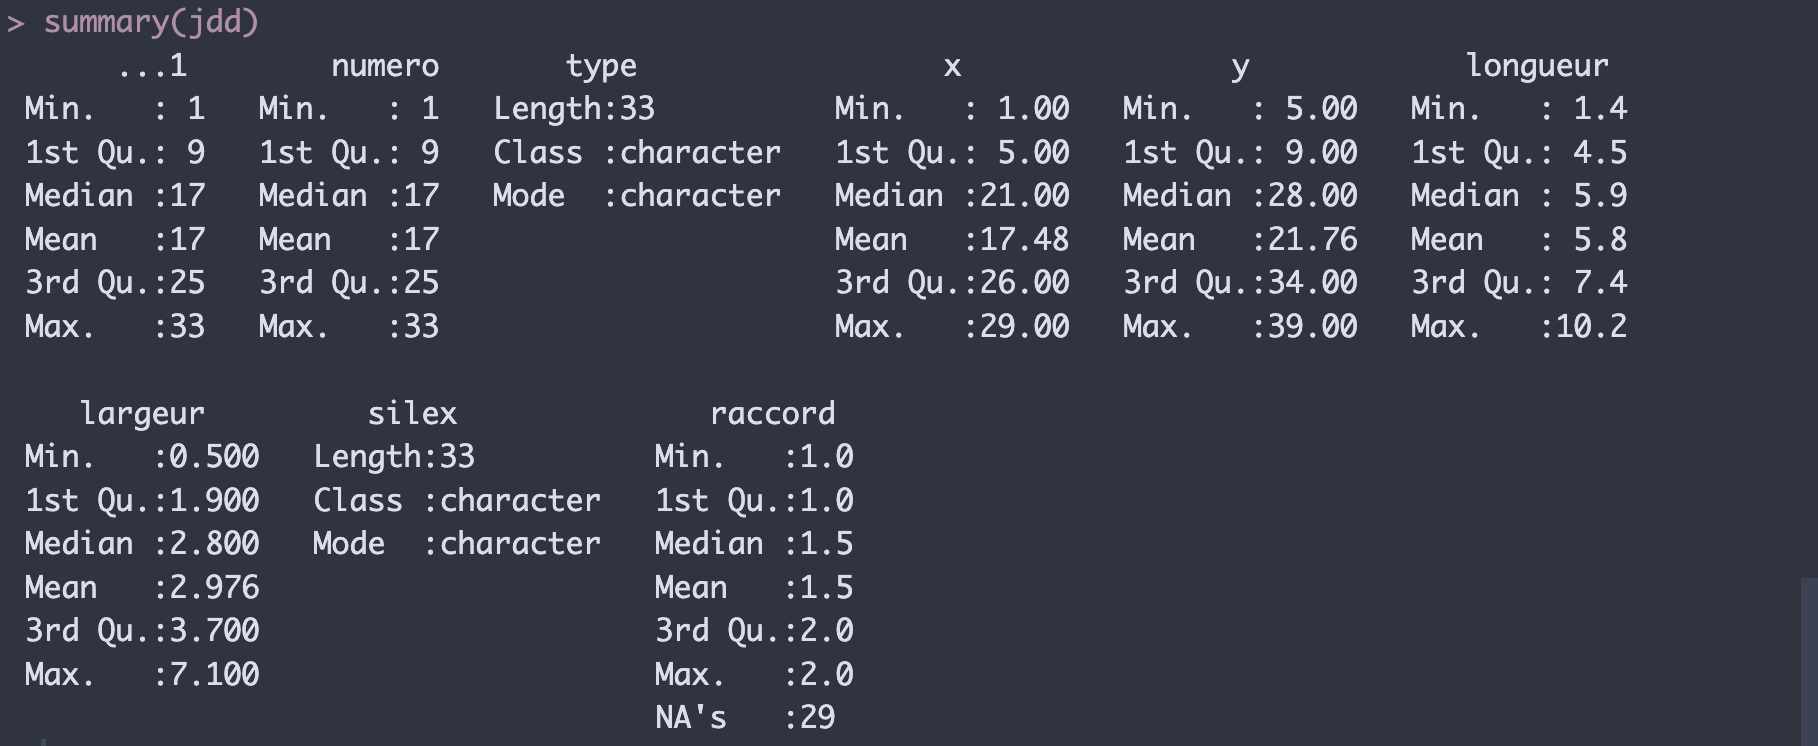 > summary(jdd)
      ...1        numero       type                 x               y             longueur
 Min.   : 1   Min.   : 1   Length:33          Min.   : 1.00   Min.   : 5.00   Min.   : 1.4
 1st Qu.: 9   1st Qu.: 9   Class :character   1st Qu.: 5.00   1st Qu.: 9.00   1st Qu.: 4.5
 Median :17   Median :17   Mode  :character   Median :21.00   Median :28.00   Median : 5.9
 Mean   :17   Mean   :17                      Mean   :17.48   Mean   :21.76   Mean   : 5.8
 3rd Qu.:25   3rd Qu.:25                      3rd Qu.:26.00   3rd Qu.:34.00   3rd Qu.: 7.4
 Max.   :33   Max.   :33                      Max.   :29.00   Max.   :39.00   Max.   :10.2
    largeur         silex              raccord
 Min.   :0.500   Length:33          Min.   :1.0
 1st Qu.:1.900   Class :character   1st Qu.:1.0
 Median :2.800   Mode  :character   Median :1.5
 Mean   :2.976                      Mean   :1.5
 3rd Qu.:3.700                      3rd Qu.:2.0
 Max.   :7.100                      Max.   :2.0
                                    NA's   :29